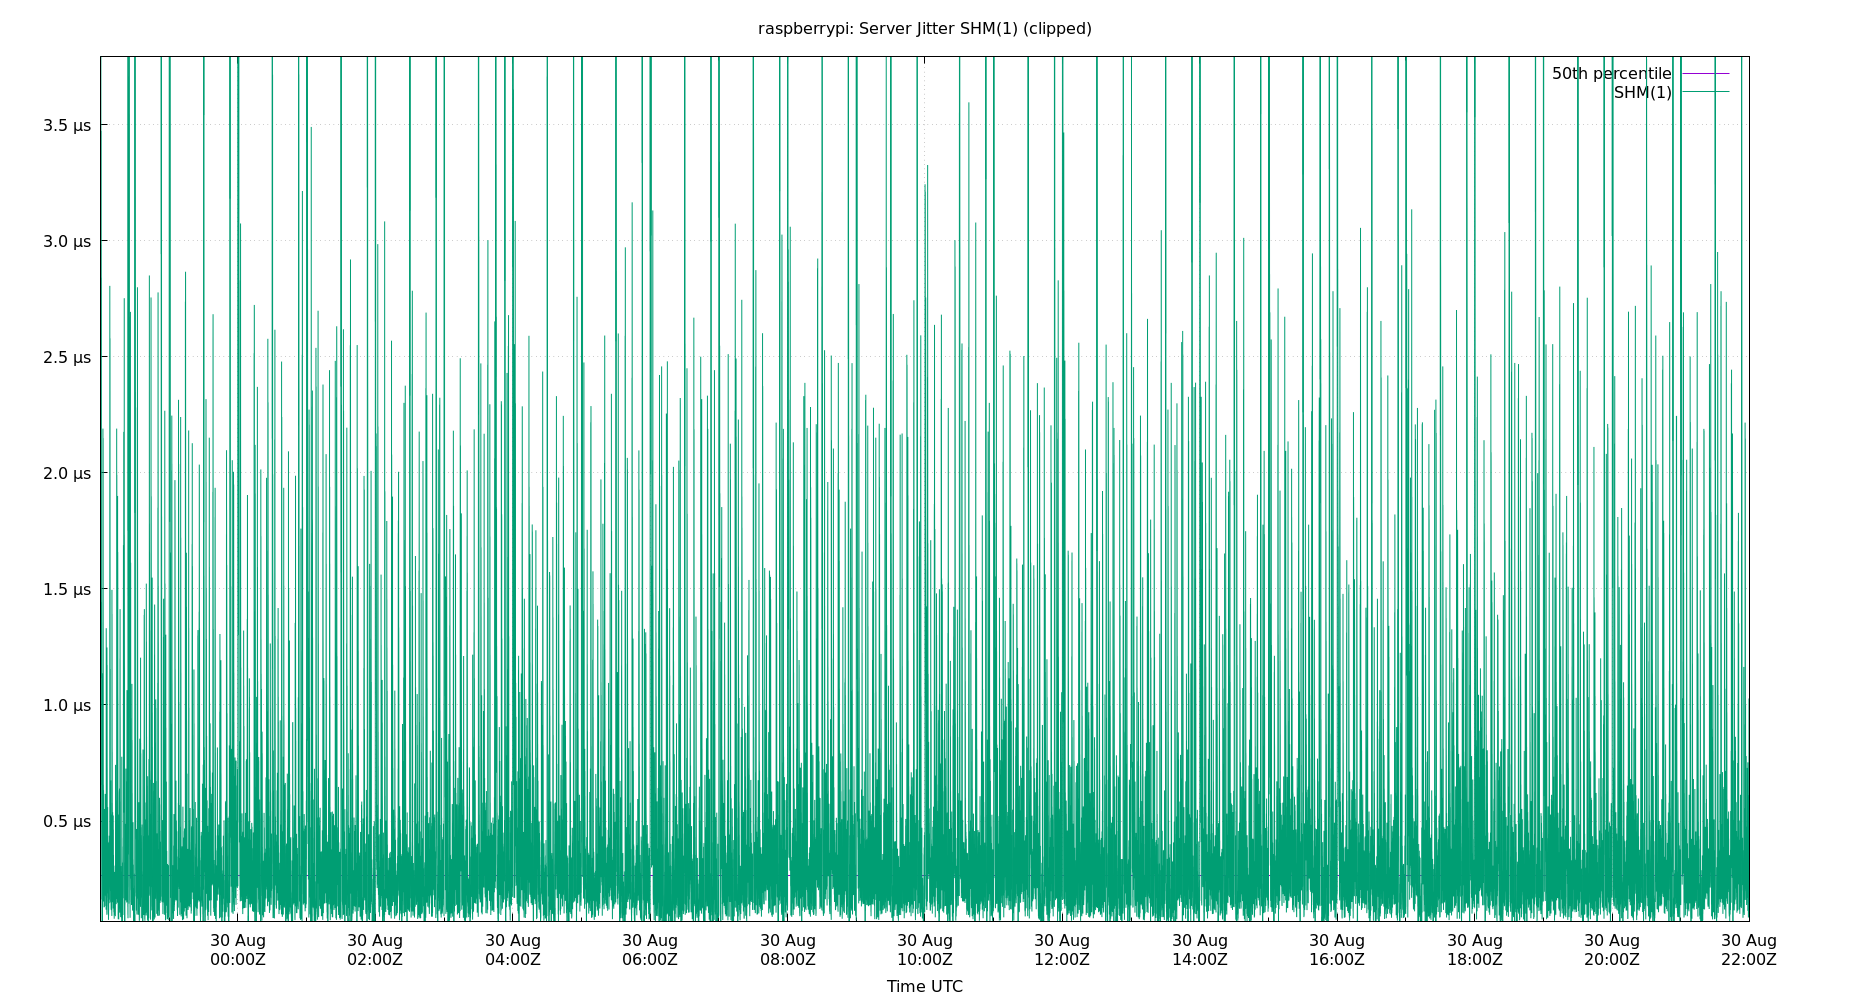 raspberrypi: Server Jitter SHM(1) (clipped)
50th percentile
SHM(1)
3.5 µs
3.0 µs
2.5 µs
2.0 µs
1.5 µs
1.0 µs
0.5 µs
30 Aug 30 Aug 30 Aug 30 Aug 30 Aug 30 Aug 30 Aug 30 Aug 30 Aug 30 Aug 30 Aug 30 Aug
00:00Z 02:00Z 04:00Z 06:00Z 08:00Z 10:00Z 12:00Z 14:00Z 16:00Z 18:00Z 20:00Z 22:00Z
Time UTC